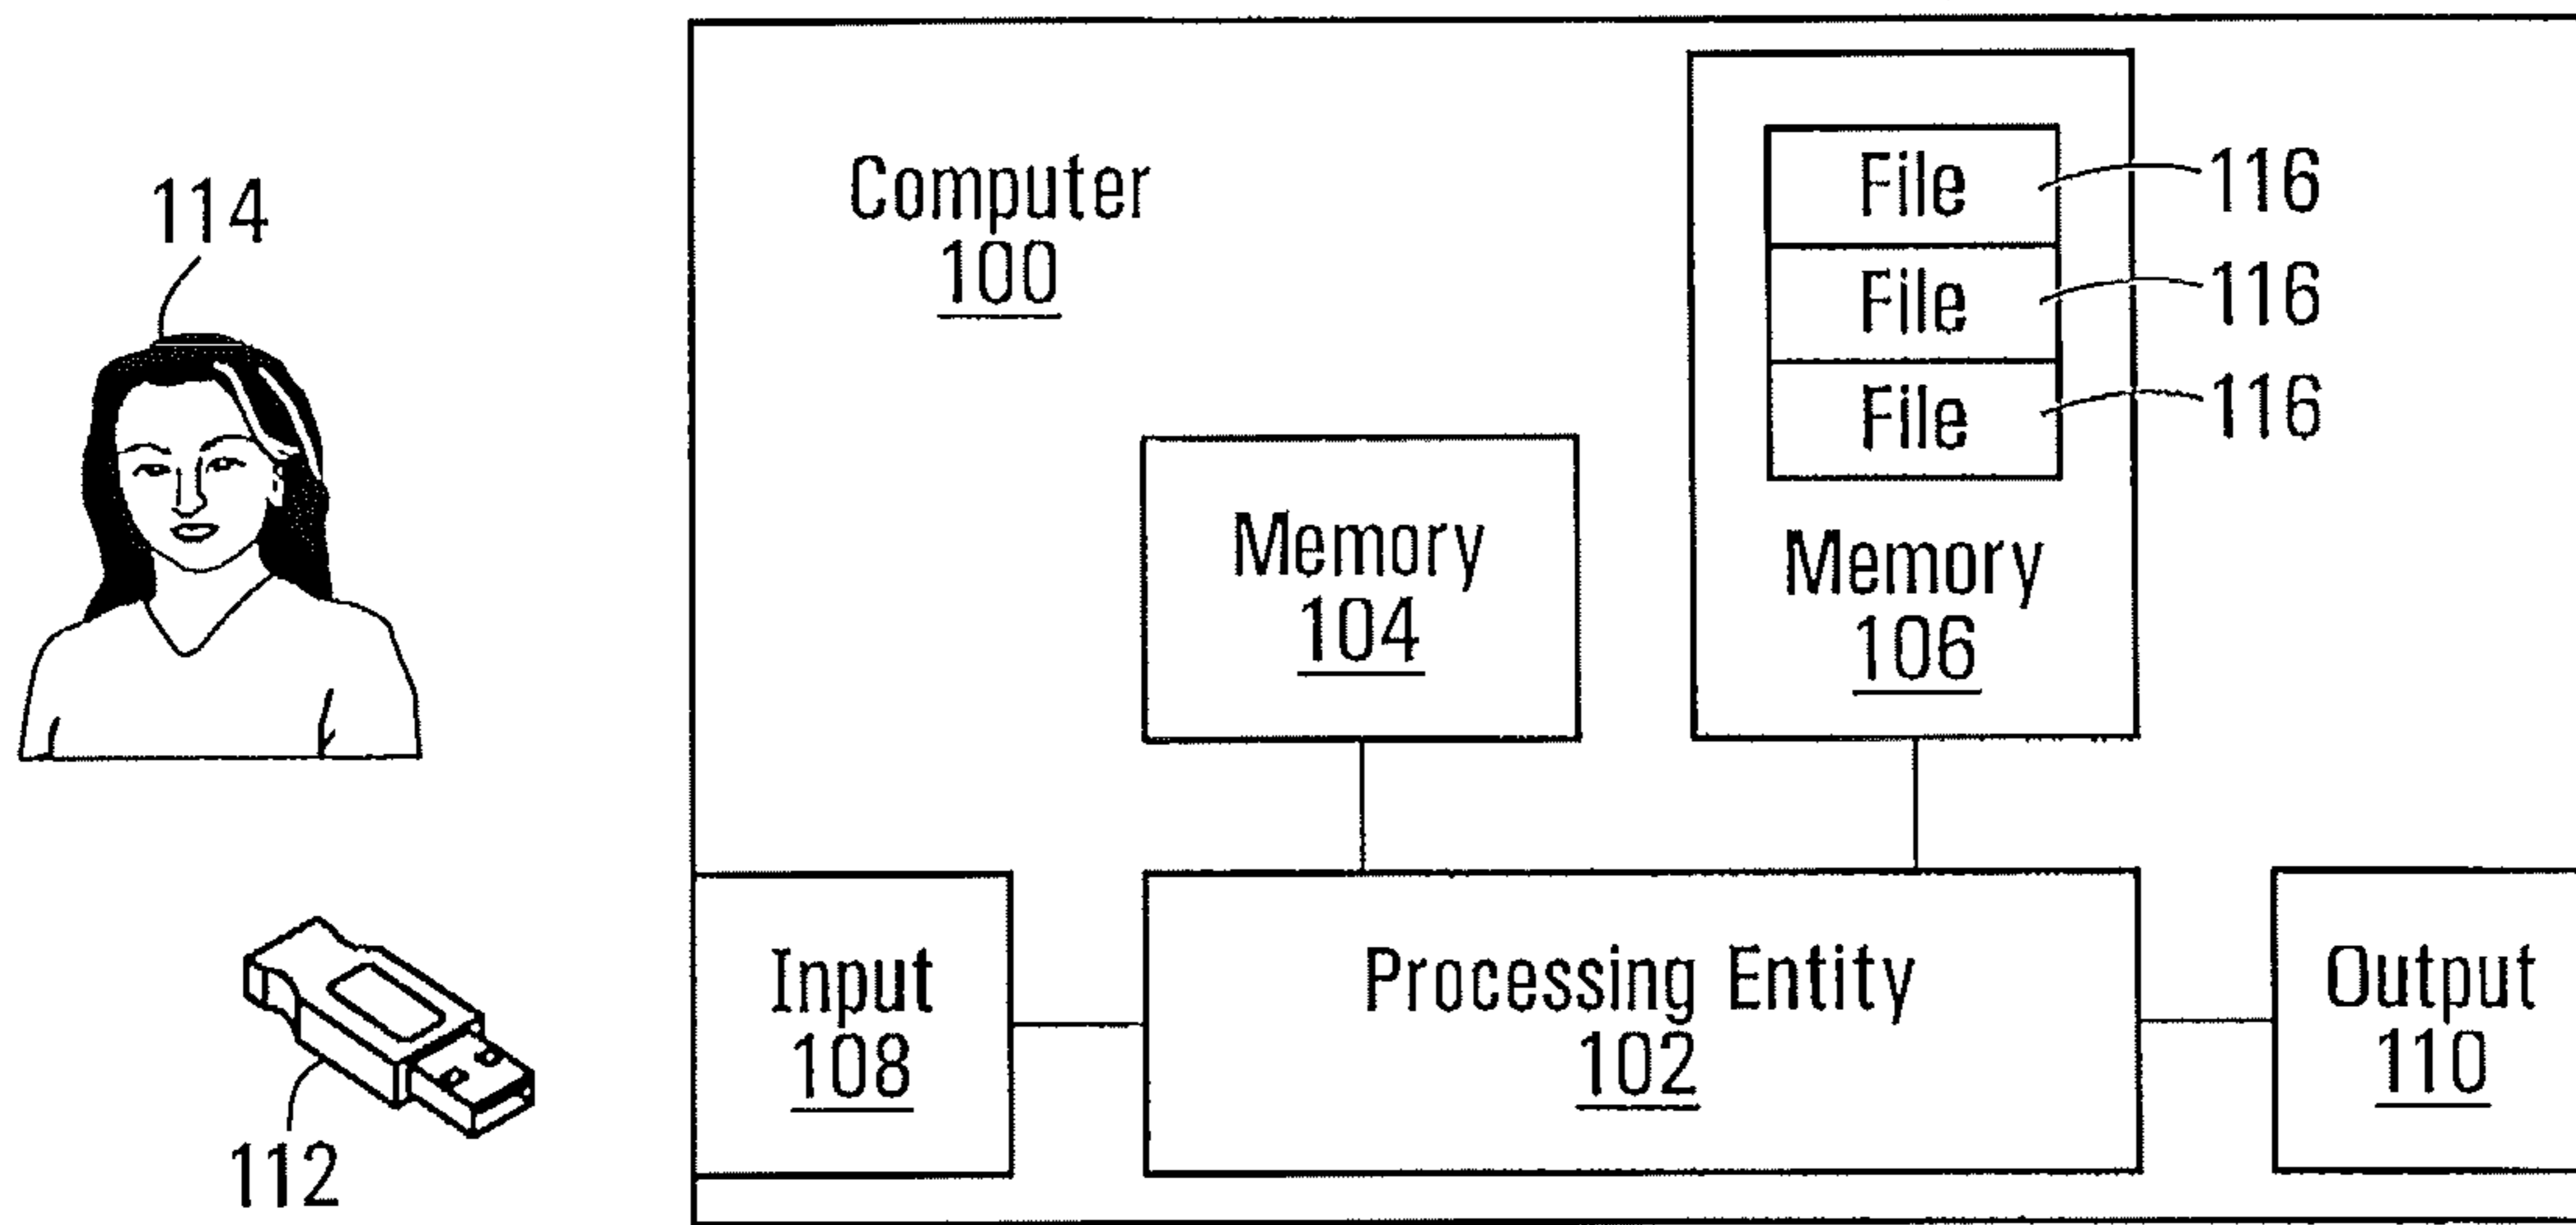 114
Computer
100
File
116
File
116
File
116
Memory
104
Memory
106
Input
108
Processing Entity
102
Output
110
112